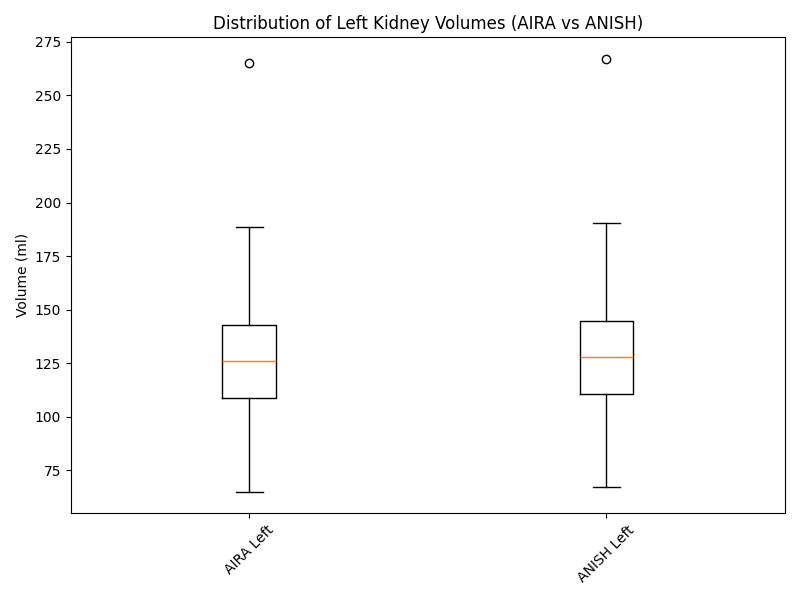 Distribution of Left Kidney Volumes (AIRA vs ANISH)
Volume (ml)
275
250
225
200
175
150
125
100
75
AIRA Left
ANISH Left